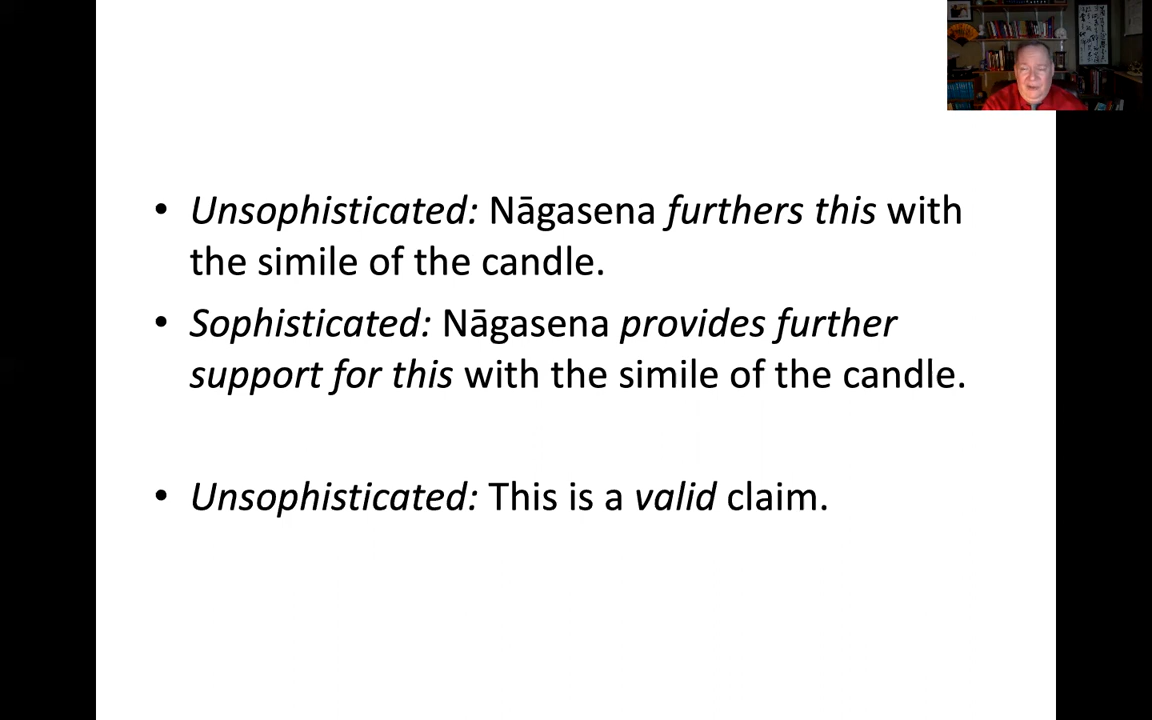 • Unsophisticated: Nāgasena furthers this with
the simile of the candle.
• Sophisticated: Nāgasena provides further
support for this with the simile of the candle.
• Unsophisticated: This is a valid claim.